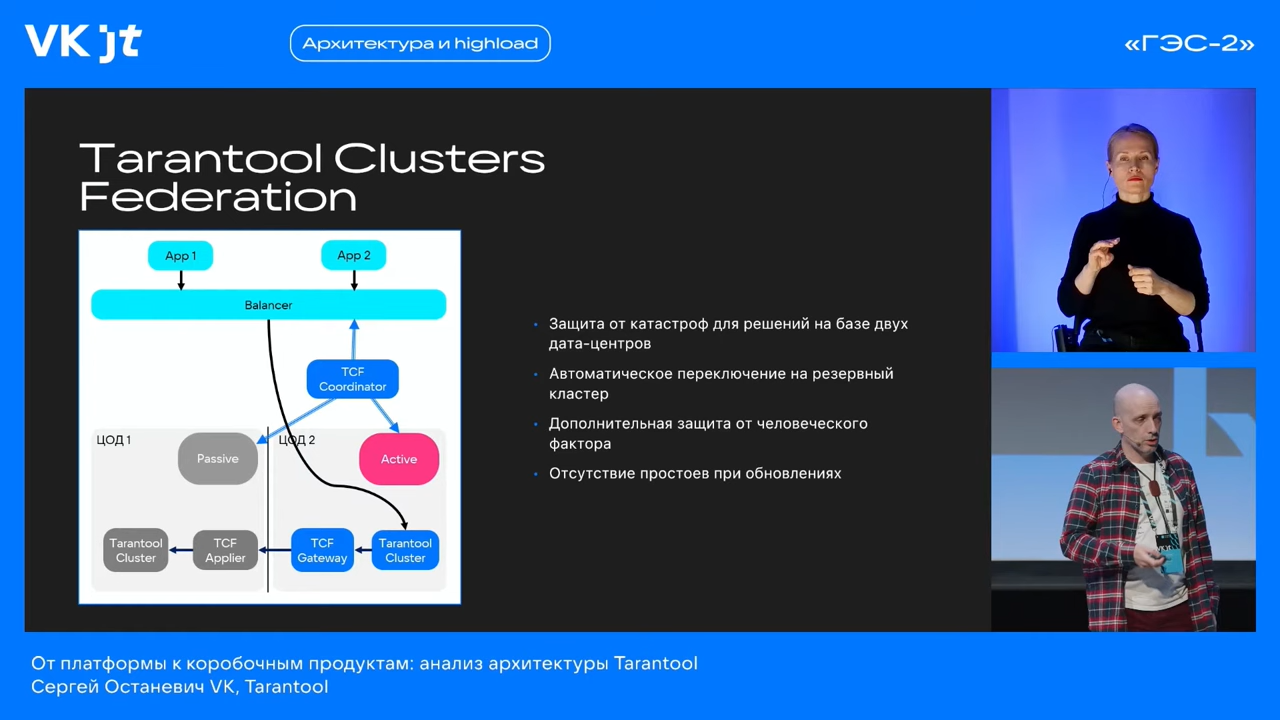 VK jt
Архитектура и highload
«ГЭС-2»
Tarantool Clusters
Federation
App 1
App 2
Balancer
TCF
Coordinator
ЦОД 1
Passive
ЦОД 2
Active
Tarantool
Cluster
TCF
Applier
TCF
Gateway
Tarantool
Cluster
Защита от катастроф для решений на базе двух
дата-центров
Автоматическое переключение на резервный
кластер
Дополнительная защита от человеческого
фактора
Отсутствие простоев при обновлениях
От платформы к коробочным продуктам: анализ архитектуры Tarantool
Сергей Останевич VK, Tarantool